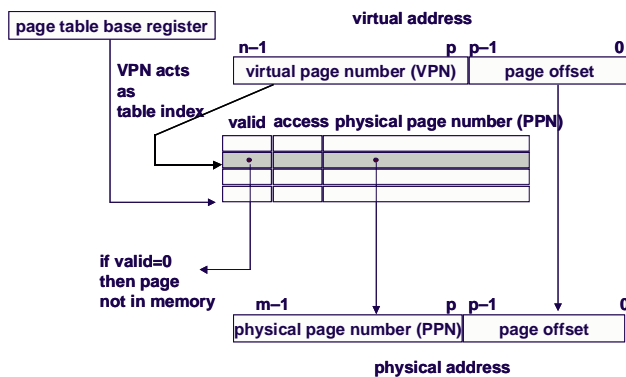 page table base register
virtual address
n–1 p p–1 0
VPN acts
as
table index
virtual page number (VPN) page offset
valid access physical page number (PPN)
if valid=0
then page
not in memory
m–1 p p–1 0
physical page number (PPN) page offset
physical address